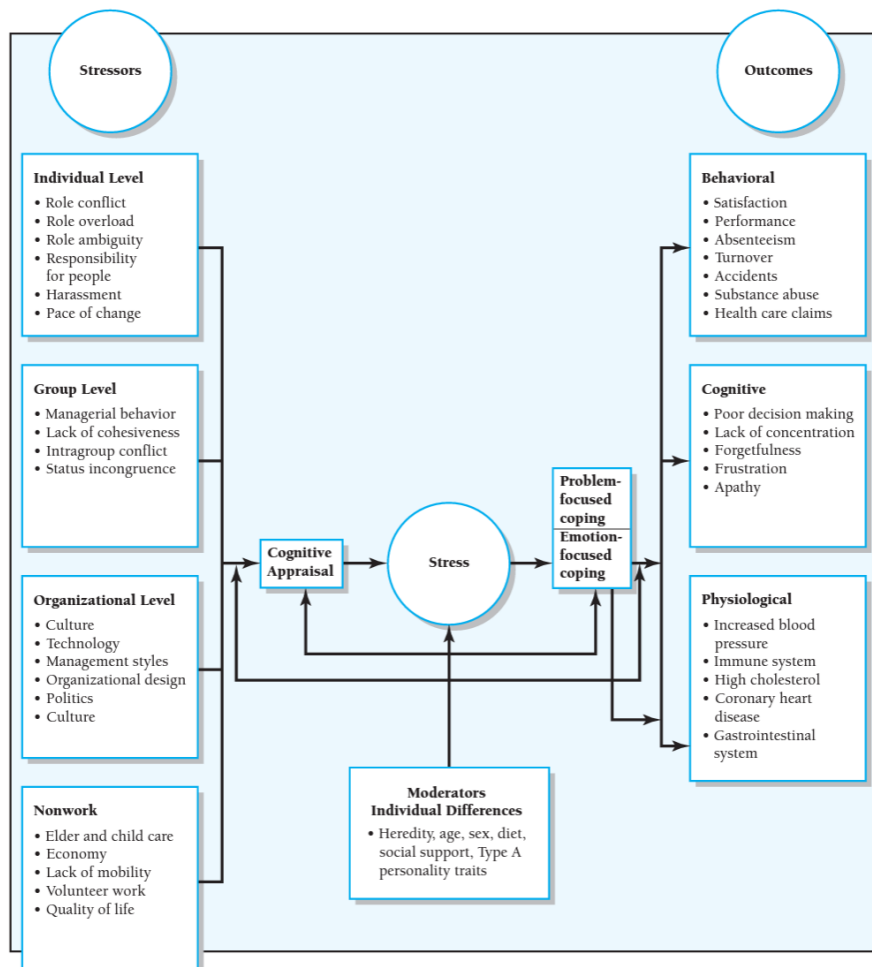 Stressors
Outcomes
Individual Level
• Role conflict
• Role overload
• Role ambiguity
• Responsibility
for people
• Harassment
• Pace of change
Behavioral
• Satisfaction
• Performance
• Absenteeism
• Turnover
• Accidents
• Substance abuse
• Health care claims
Group Level
• Managerial behavior
• Lack of cohesiveness
• Intragroup conflict
• Status incongruence
Cognitive
• Poor decision making
• Lack of concentration
• Forgetfulness
• Frustration
• Apathy
Cognitive
Appraisal
Stress
Problem-
focused
coping
Emotion-
focused
coping
Organizational Level
• Culture
• Technology
• Management styles
• Organizational design
• Politics
• Culture
Physiological
• Increased blood
pressure
• Immune system
• High cholesterol
• Coronary heart
disease
• Gastrointestinal
system
Moderators
Individual Differences
• Heredity, age, sex, diet,
social support, Type A
personality traits
Nonwork
• Elder and child care
• Economy
• Lack of mobility
• Volunteer work
• Quality of life